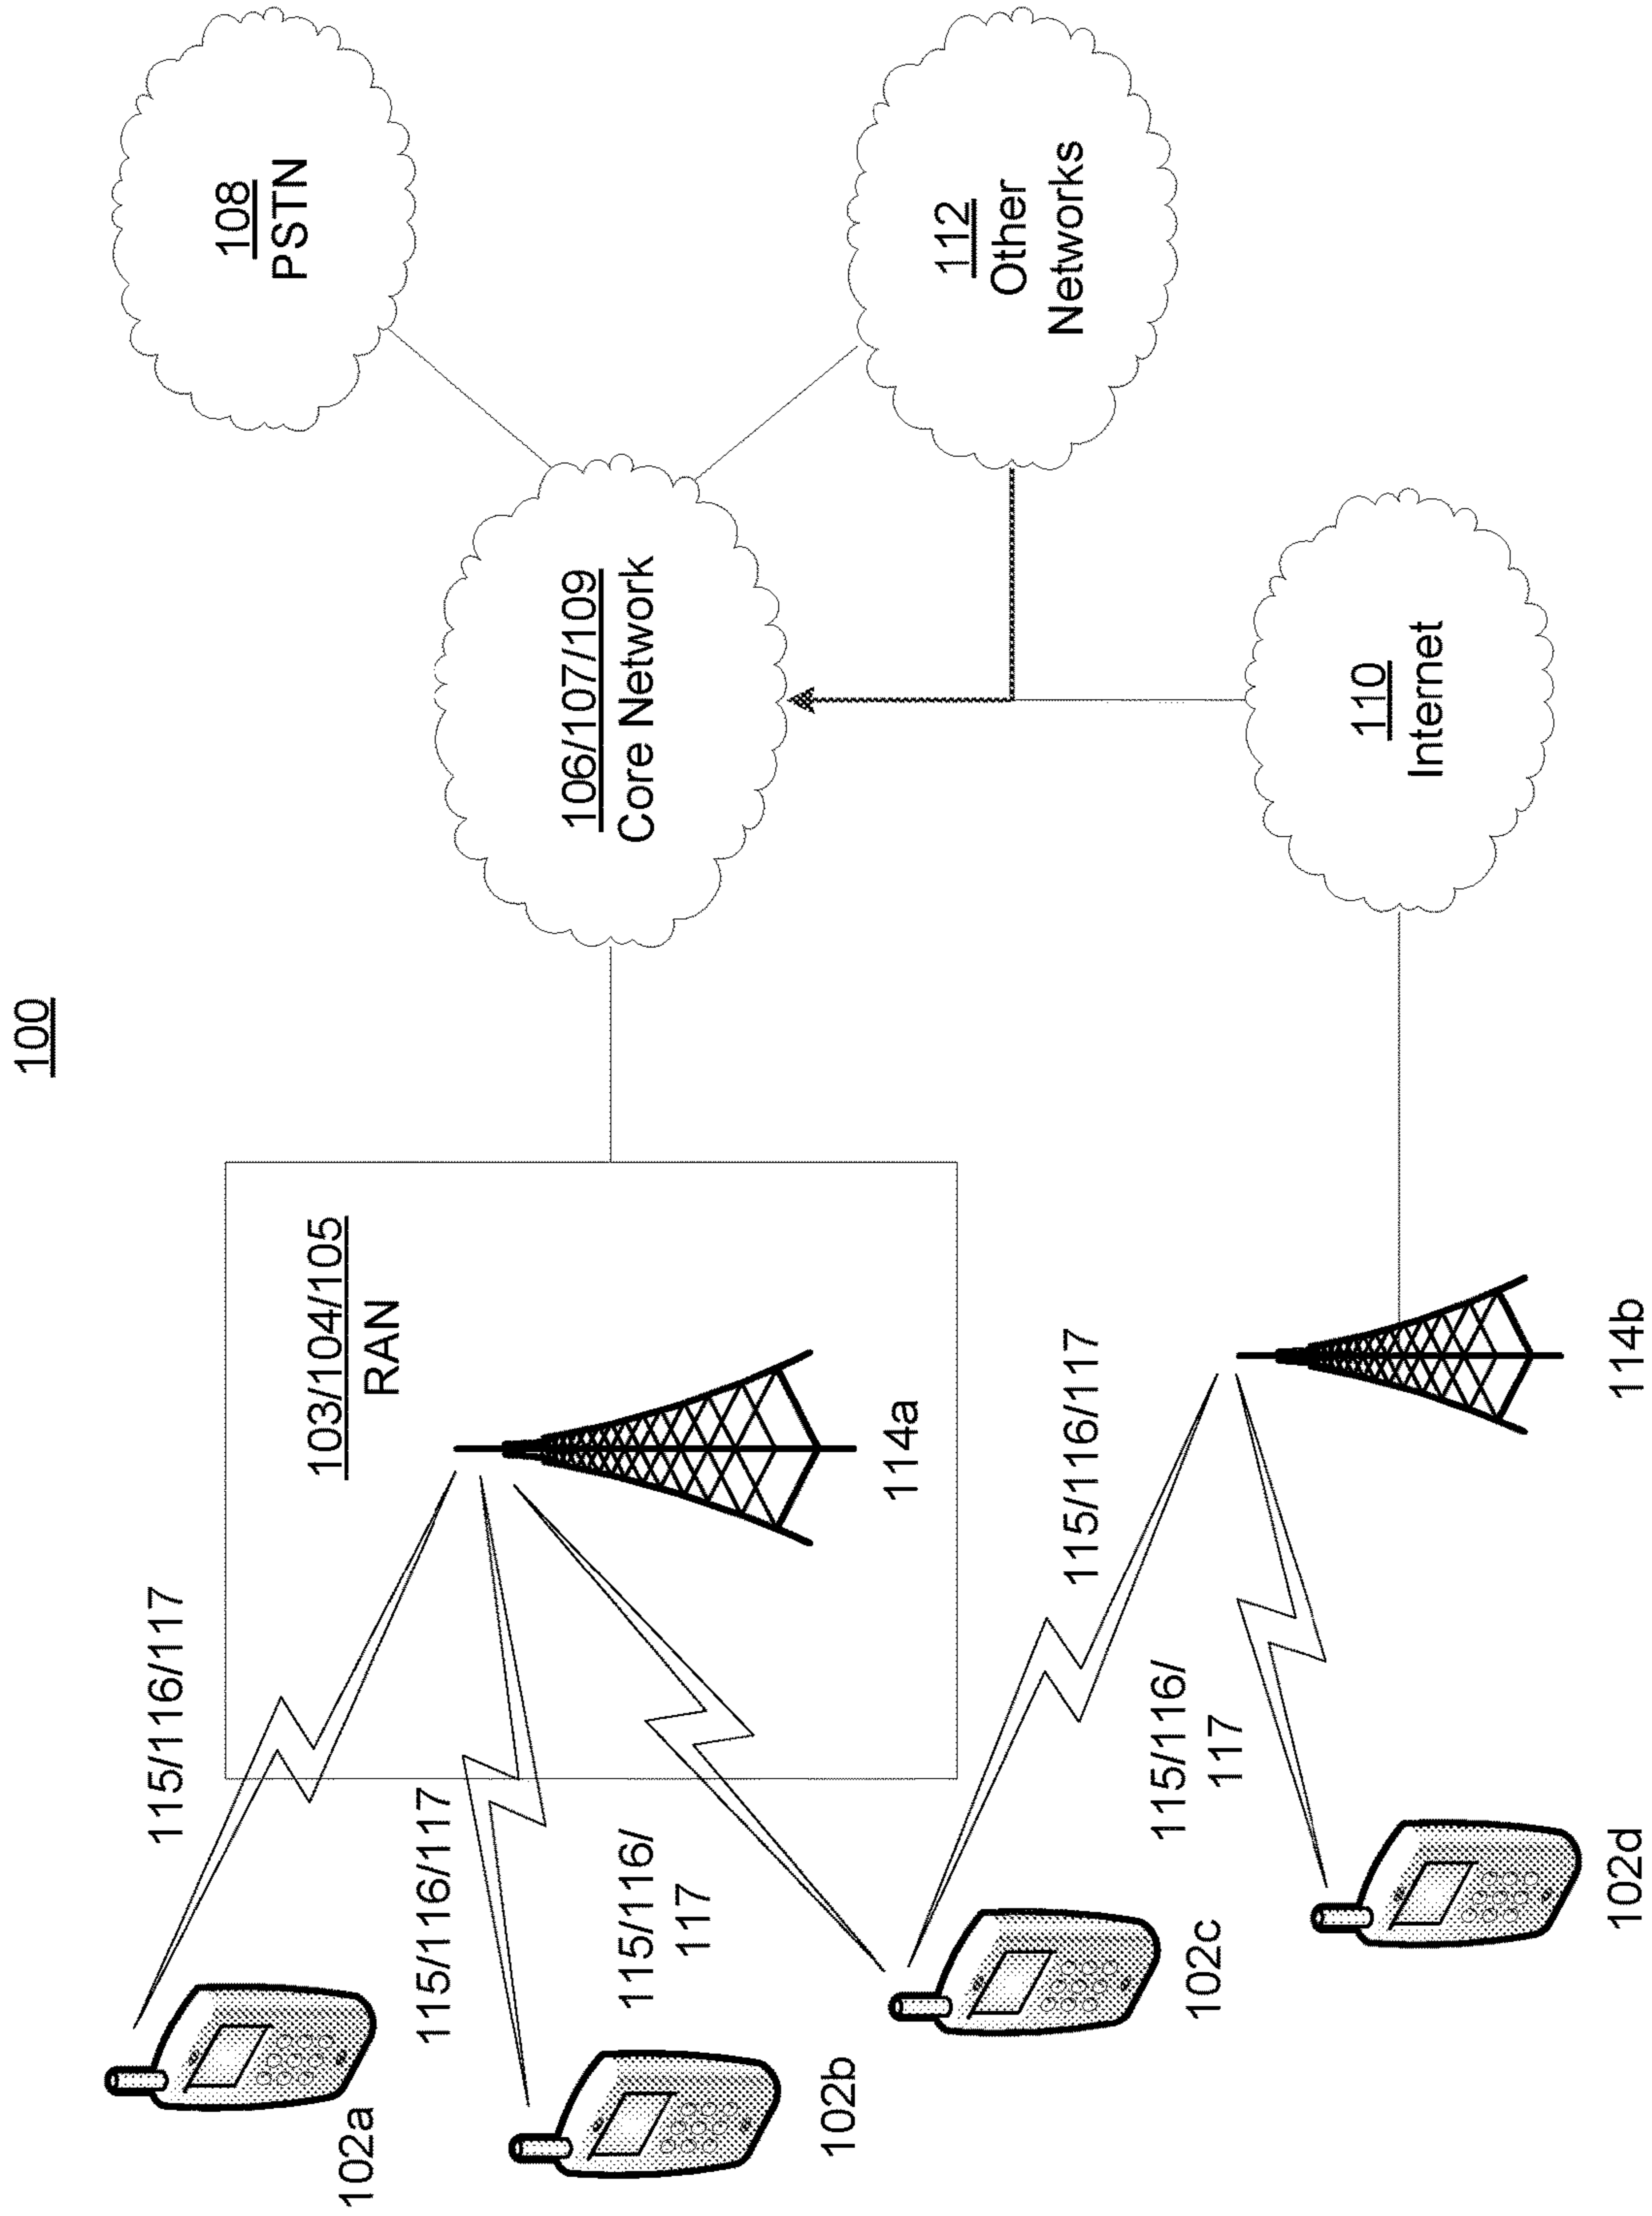 100
108
PSTN
115/116/117
103/104/105
RAN
106/107/109
Core Network
102a
115/116/117
112
Other
Networks
114a
115/116/
117
102b
115/116/117
110
Internet
115/116/
117
102c
114b
102d